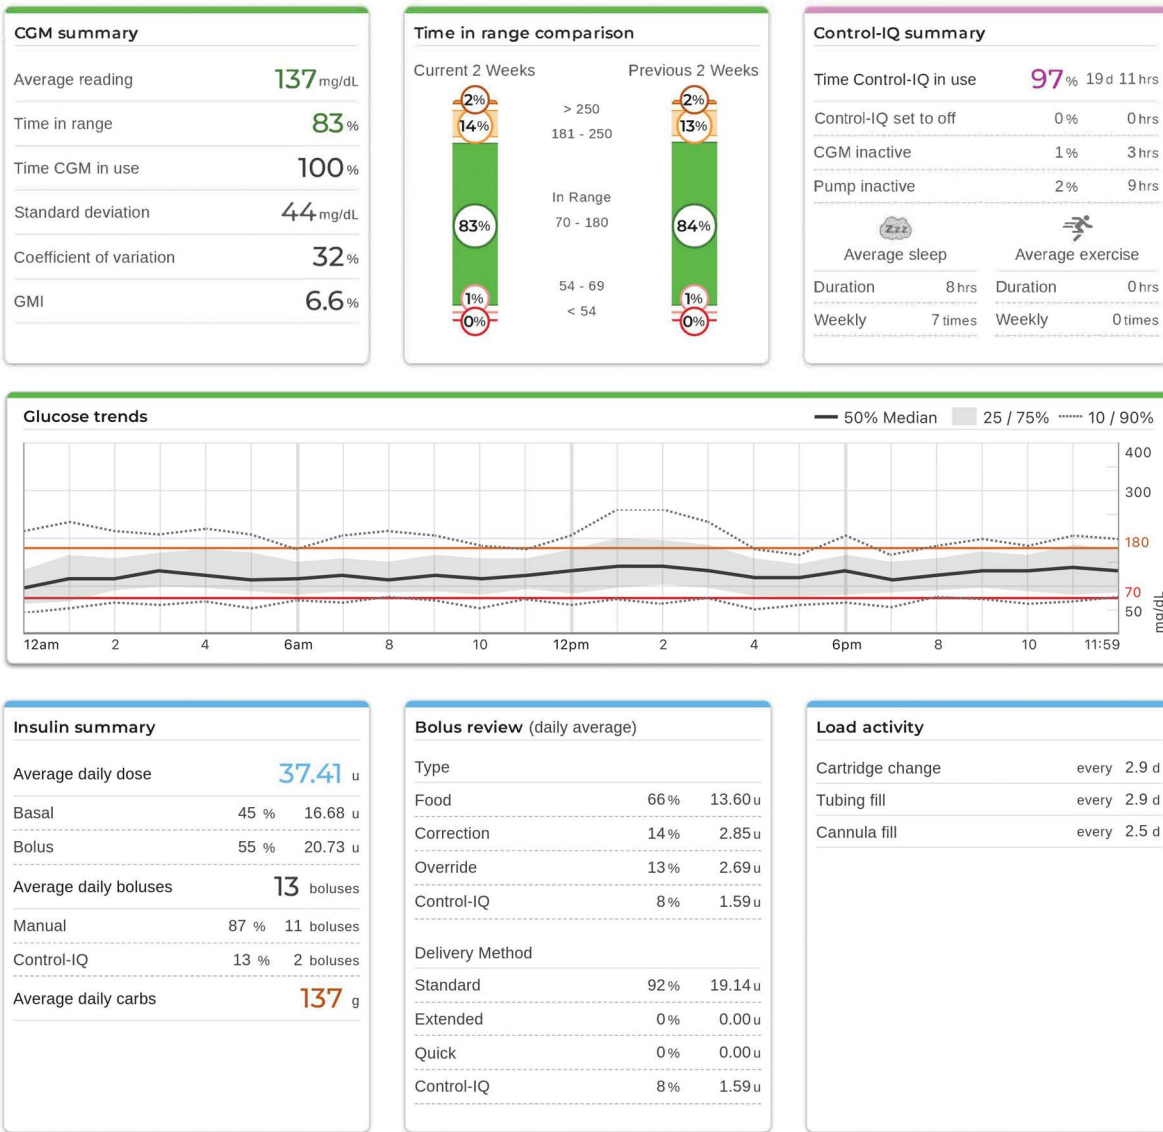 CGM summary
Average reading 137 mg/dL
Time in range 83 %
Time CGM in use 100 %
Standard deviation 44 mg/dL
Coefficient of variation 32 %
GMI 6.6 %
Time in range comparison
Current 2 Weeks Previous 2 Weeks
2% > 250 2%
14% 181 - 250 13%
In Range
83% 70 - 180 84%
1% 54 - 69 1%
0% < 54 0%
Control-IQ summary
Time Control-IQ in use 97 % 19 d 11 hrs
Control-IQ set to off 0 % 0 hrs
CGM inactive 1 % 3 hrs
Pump inactive 2 % 9 hrs
Zzz
Average sleep Average exercise
Duration 8 hrs Duration 0 hrs
Weekly 7 times Weekly 0 times
Glucose trends 50% Median 25 / 75% 10 / 90%
400
300
180
70
50
mg/dL
12am 2 4 6am 8 10 12pm 2 4 6pm 8 10 11:59
Insulin summary
Average daily dose 37.41 u
Basal 45 % 16.68 u
Bolus 55 % 20.73 u
Average daily boluses 13 boluses
Manual 87 % 11 boluses
Control-IQ 13 % 2 boluses
Average daily carbs 137 g
Bolus review (daily average)
Type
Food 66 % 13.60 u
Correction 14 % 2.85 u
Override 13 % 2.69 u
Control-IQ 8 % 1.59 u
Delivery Method
Standard 92 % 19.14 u
Extended 0 % 0.00 u
Quick 0 % 0.00 u
Control-IQ 8 % 1.59 u
Load activity
Cartridge change every 2.9 d
Tubing fill every 2.9 d
Cannula fill every 2.5 d